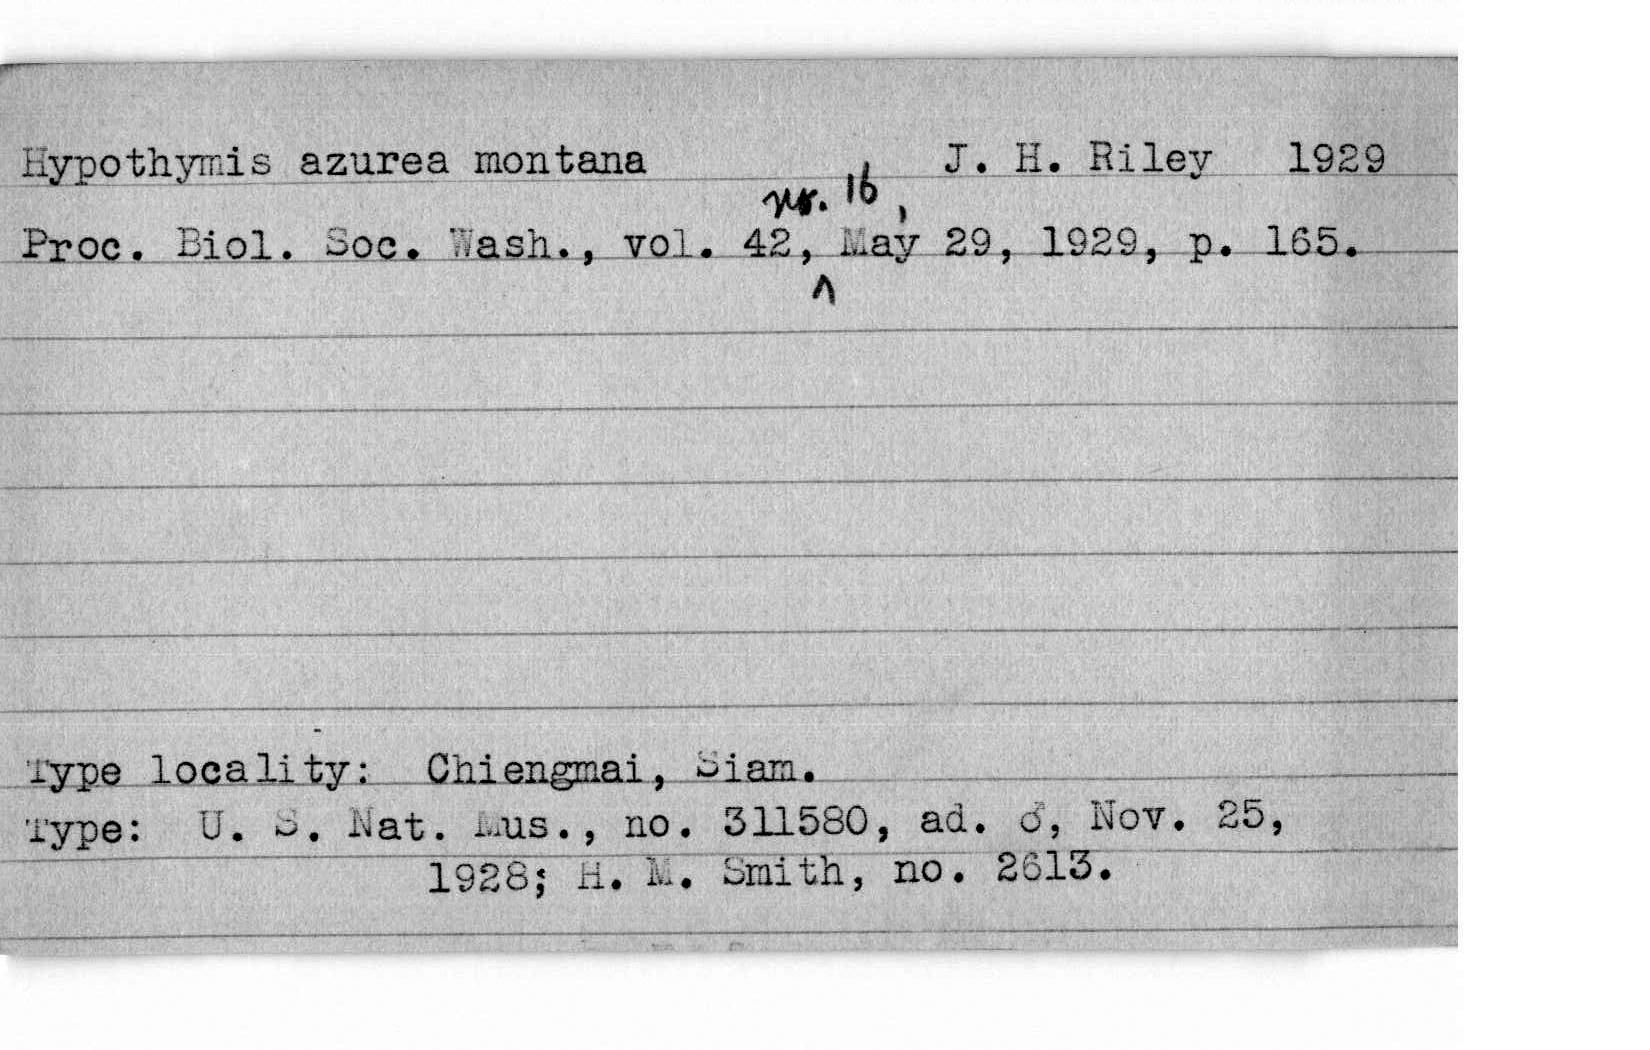 Hypothymis azurea montana J. H. Riley 1929
no. 16,
Proc. Biol. Soc. Wash., vol. 42, ^ May 29, 1929, p. 165.
Type locality: Chiengmai, Siam.
Type: U. S. Nat. Mus., no. 311580, ad. ♂, Nov. 25,
1928; H. M. Smith, no. 2613.